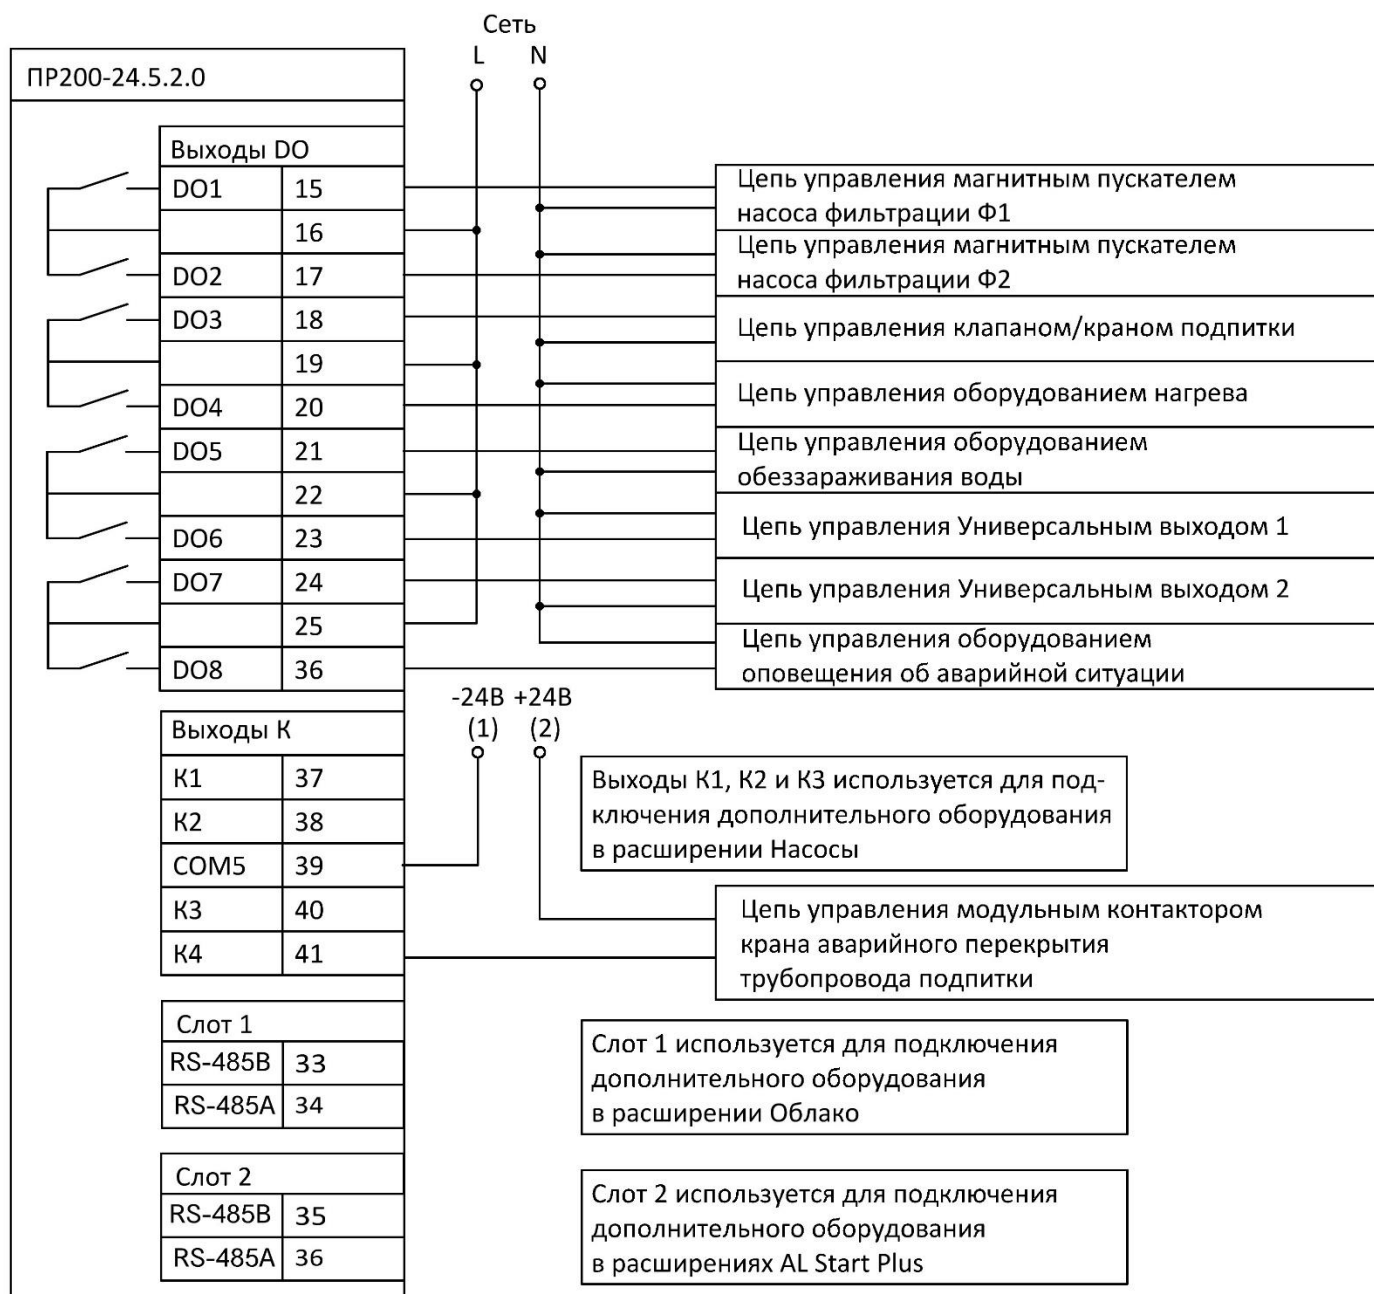 Сеть
L N
ПР200-24.5.2.0
Выходы DO
DO1 15
16
DO2 17
DO3 18
19
DO4 20
DO5 21
22
DO6 23
DO7 24
25
DO8 36
Цепь управления магнитным пускателем
насоса фильтрации Ф1
Цепь управления магнитным пускателем
насоса фильтрации Ф2
Цепь управления клапаном/краном подпитки
Цепь управления оборудованием нагрева
Цепь управления оборудованием
обеззараживания воды
Цепь управления Универсальным выходом 1
Цепь управления Универсальным выходом 2
Цепь управления оборудованием
оповещения об аварийной ситуации
-24В +24В
(1) (2)
Выходы К
К1 37
К2 38
COM5 39
К3 40
К4 41
Выходы К1, К2 и К3 используется для под-
ключения дополнительного оборудования
в расширении Насосы
Цепь управления модульным контактором
крана аварийного перекрытия
трубопровода подпитки
Слот 1
RS-485B 33
RS-485A 34
Слот 1 используется для подключения
дополнительного оборудования
в расширении Облако
Слот 2
RS-485B 35
RS-485A 36
Слот 2 используется для подключения
дополнительного оборудования
в расширениях AL Start Plus